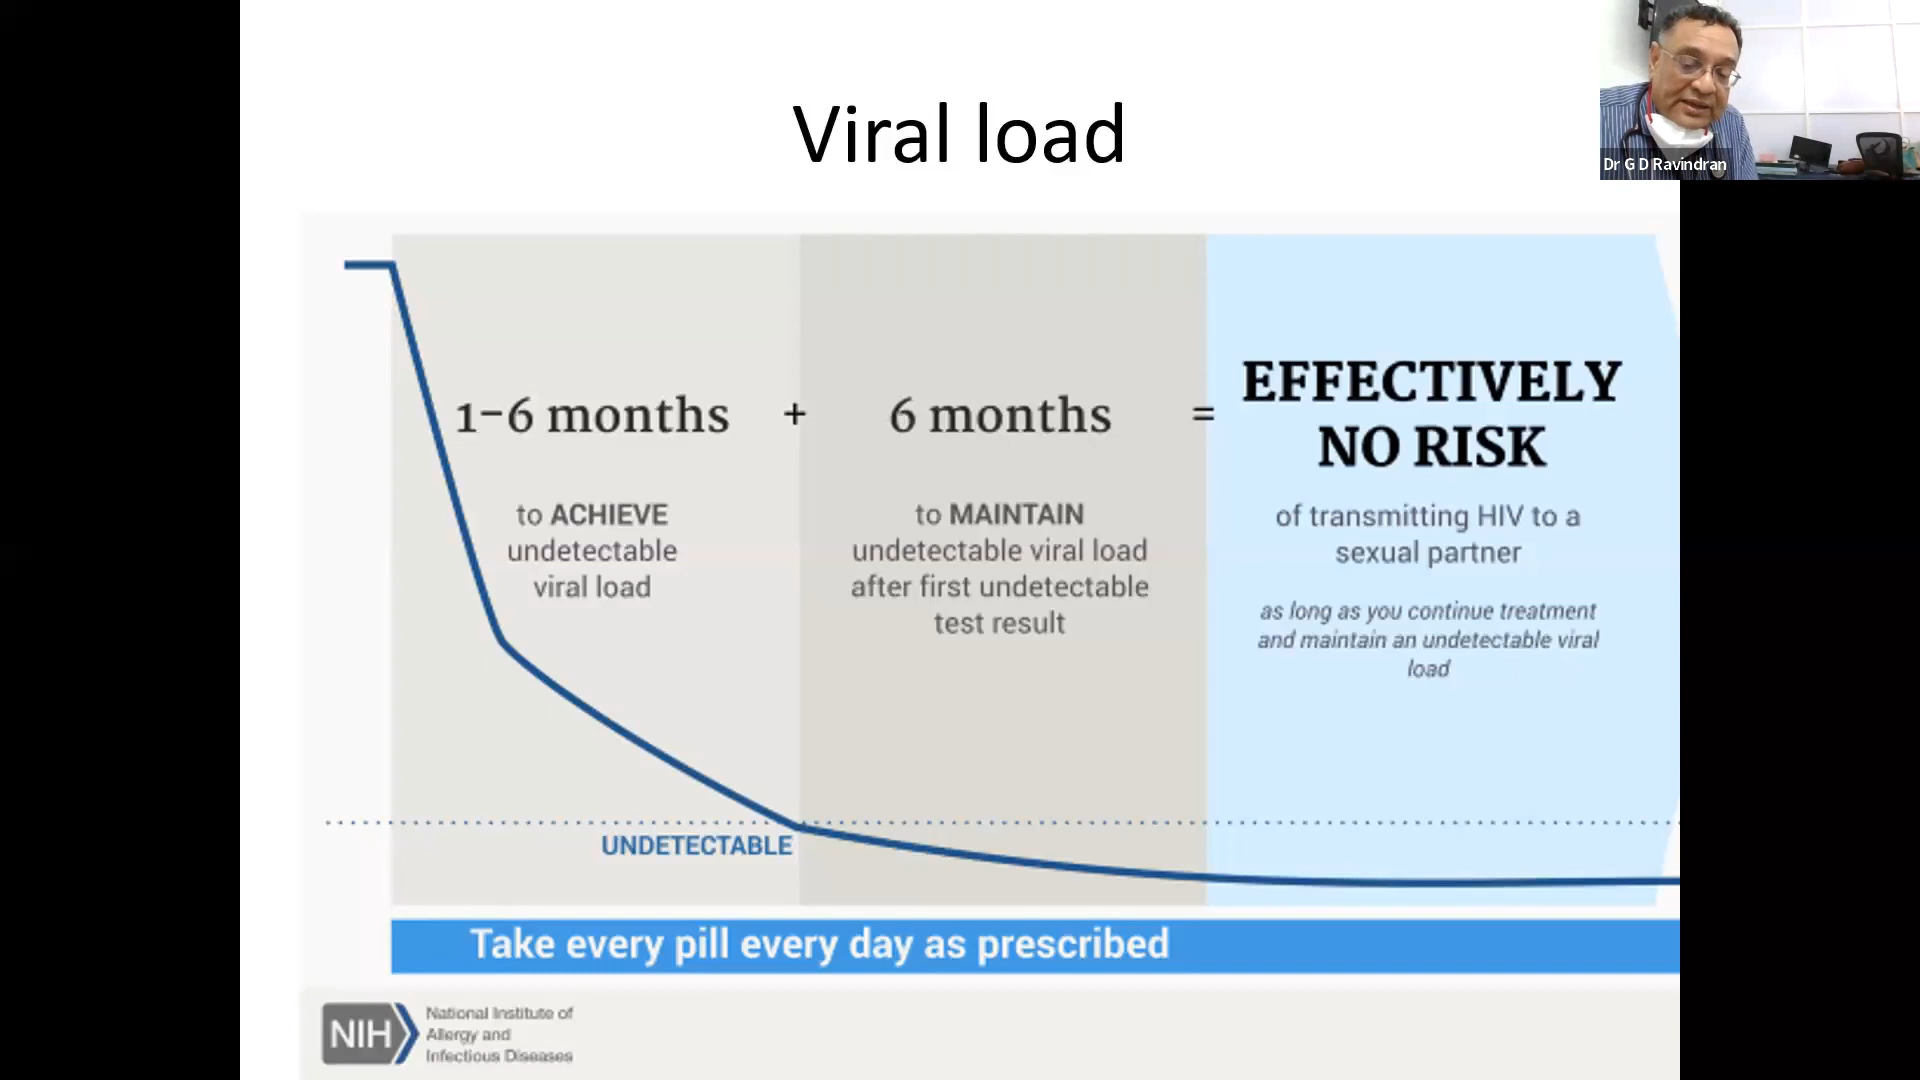 Viral load
Dr G D Ravindran
1-6 months + 6 months =
to ACHIEVE
undetectable
viral load
to MAINTAIN
undetectable viral load
after first undetectable
test result
EFFECTIVELY
NO RISK
of transmitting HIV to a
sexual partner
as long as you continue treatment
and maintain an undetectable viral
load
UNDETECTABLE
Take every pill every day as prescribed
NIH
National Institute of
Allergy and
Infectious Diseases